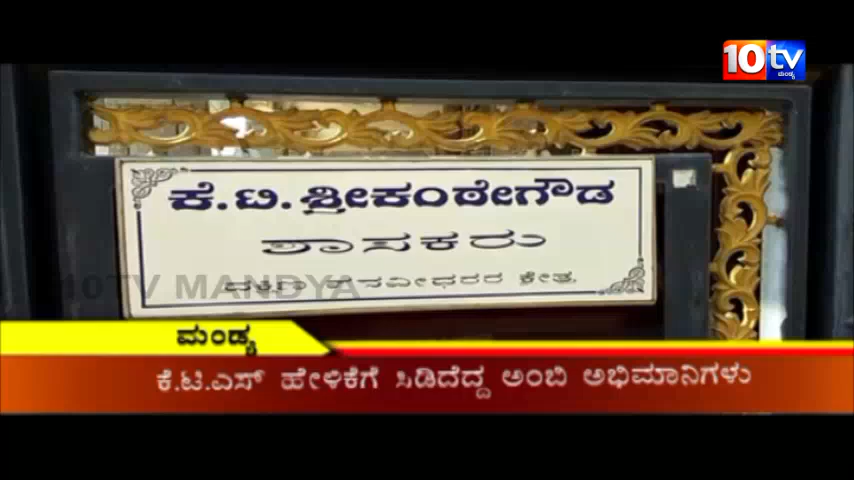 10tv
ಮಂಡ್ಯ
ಕೆ.ಟಿ.ಶ್ರೀಕಂಠೇಗೌಡ
ಶಾಸಕರು
10TV MANDYA
ಮಂಡ್ಯ
ಕೆ.ಟಿ.ಎಸ್ ಹೇಳಿಕೆಗೆ ಸಿಡಿದೆದ್ದ ಅಂಬಿ ಅಭಿಮಾನಿಗಳು